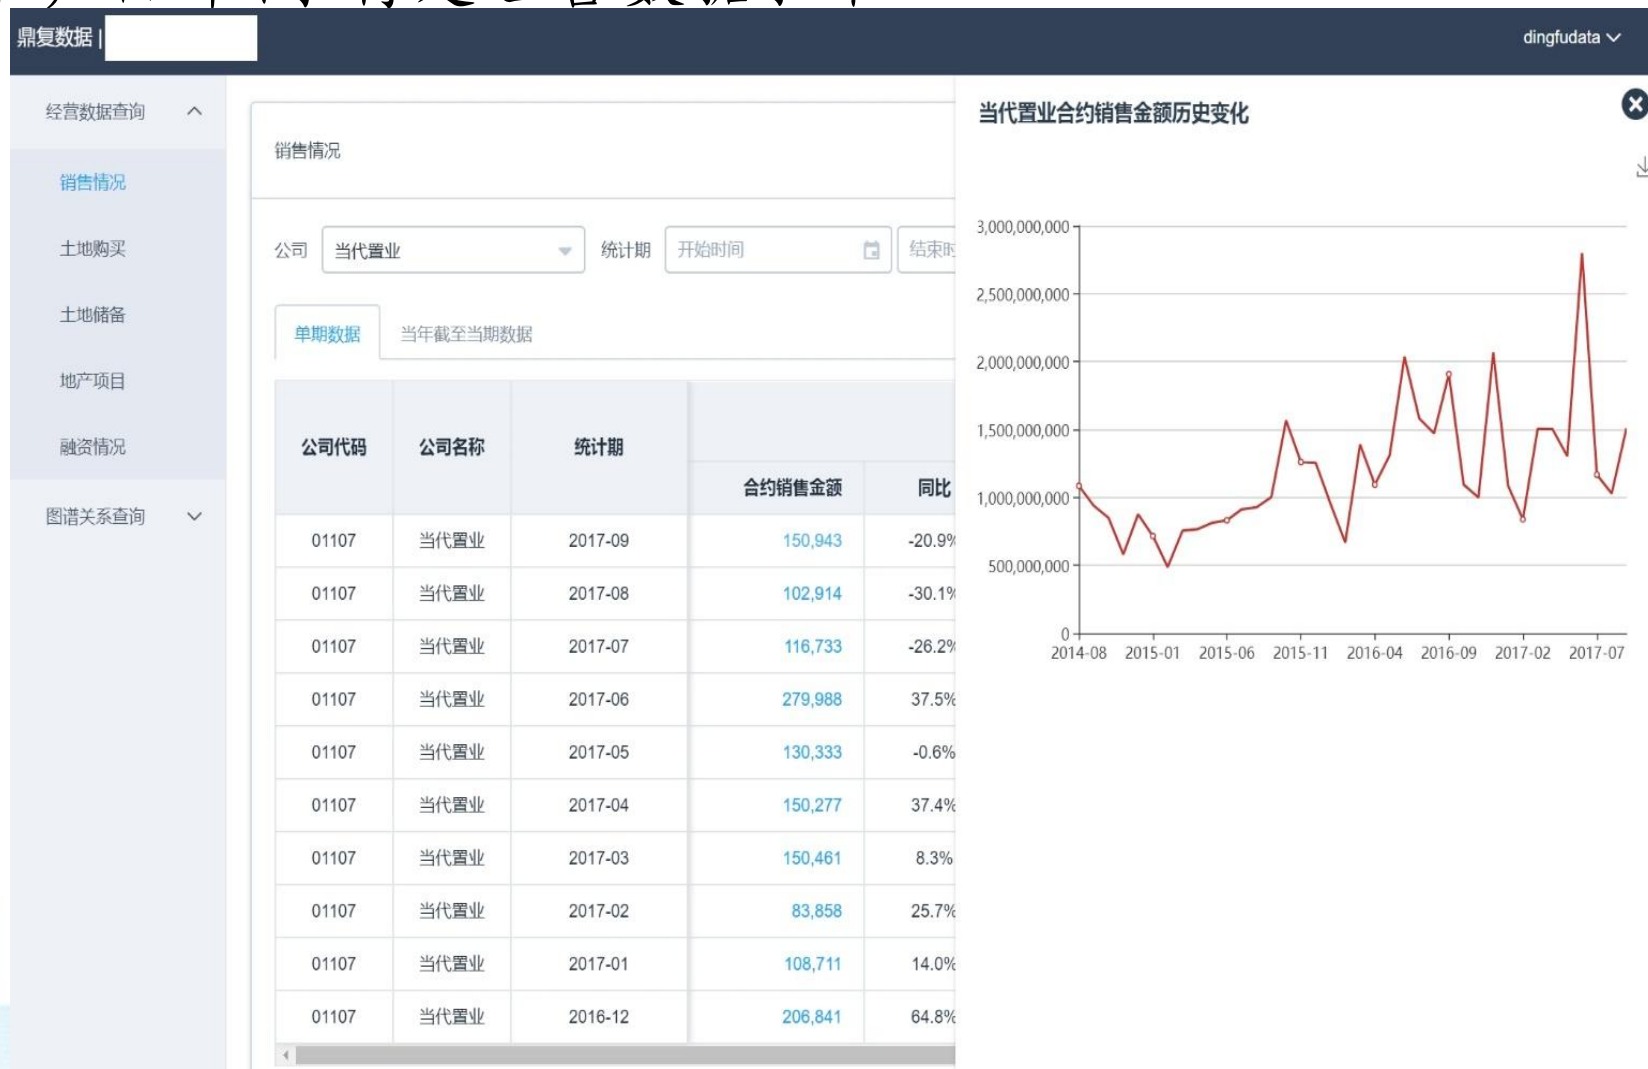 鼎复数据 |
dingfudata
经营数据查询
销售情况
土地购买
土地储备
地产项目
融资情况
图谱关系查询
销售情况
公司 当代置业 统计期 开始时间
单期数据 当年截至当期数据
公司代码 公司名称 统计期
合约销售金额 同比
01107 当代置业 2017-09 150,943 -20.9%
01107 当代置业 2017-08 102,914 -30.1%
01107 当代置业 2017-07 116,733 -26.2%
01107 当代置业 2017-06 279,988 37.5%
01107 当代置业 2017-05 130,333 -0.6%
01107 当代置业 2017-04 150,277 37.4%
01107 当代置业 2017-03 150,461 8.3%
01107 当代置业 2017-02 83,858 25.7%
01107 当代置业 2017-01 108,711 14.0%
01107 当代置业 2016-12 206,841 64.8%
当代置业合约销售金额历史变化
3,000,000,000
2,500,000,000
2,000,000,000
1,500,000,000
1,000,000,000
500,000,000
0
2014-08 2015-01 2015-06 2015-11 2016-04 2016-09 2017-02 2017-07